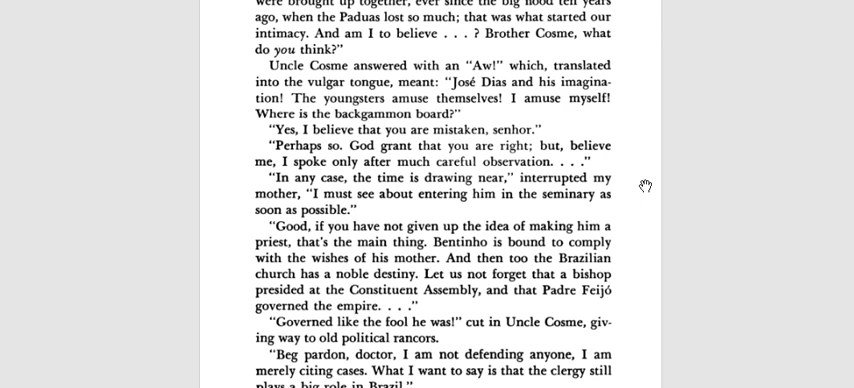 were brought up together, ever since the big flood ten years
ago, when the Paduas lost so much; that was what started our
intimacy. And am I to believe . . . ? Brother Cosme, what
do you think?"
Uncle Cosme answered with an "Aw!" which, translated
into the vulgar tongue, meant: "José Dias and his imagina-
tion! The youngsters amuse themselves! I amuse myself!
Where is the backgammon board?"
"Yes, I believe that you are mistaken, senhor."
"Perhaps so. God grant that you are right; but, believe
me, I spoke only after much careful observation. . . ."
"In any case, the time is drawing near," interrupted my
mother, "I must see about entering him in the seminary as
soon as possible."
"Good, if you have not given up the idea of making him a
priest, that's the main thing. Bentinho is bound to comply
with the wishes of his mother. And then too the Brazilian
church has a noble destiny. Let us not forget that a bishop
presided at the Constituent Assembly, and that Padre Feijó
governed the empire. . . ."
"Governed like the fool he was!" cut in Uncle Cosme, giv-
ing way to old political rancors.
"Beg pardon, doctor, I am not defending anyone, I am
merely citing cases. What I want to say is that the clergy still
plays a big role in Brazil."